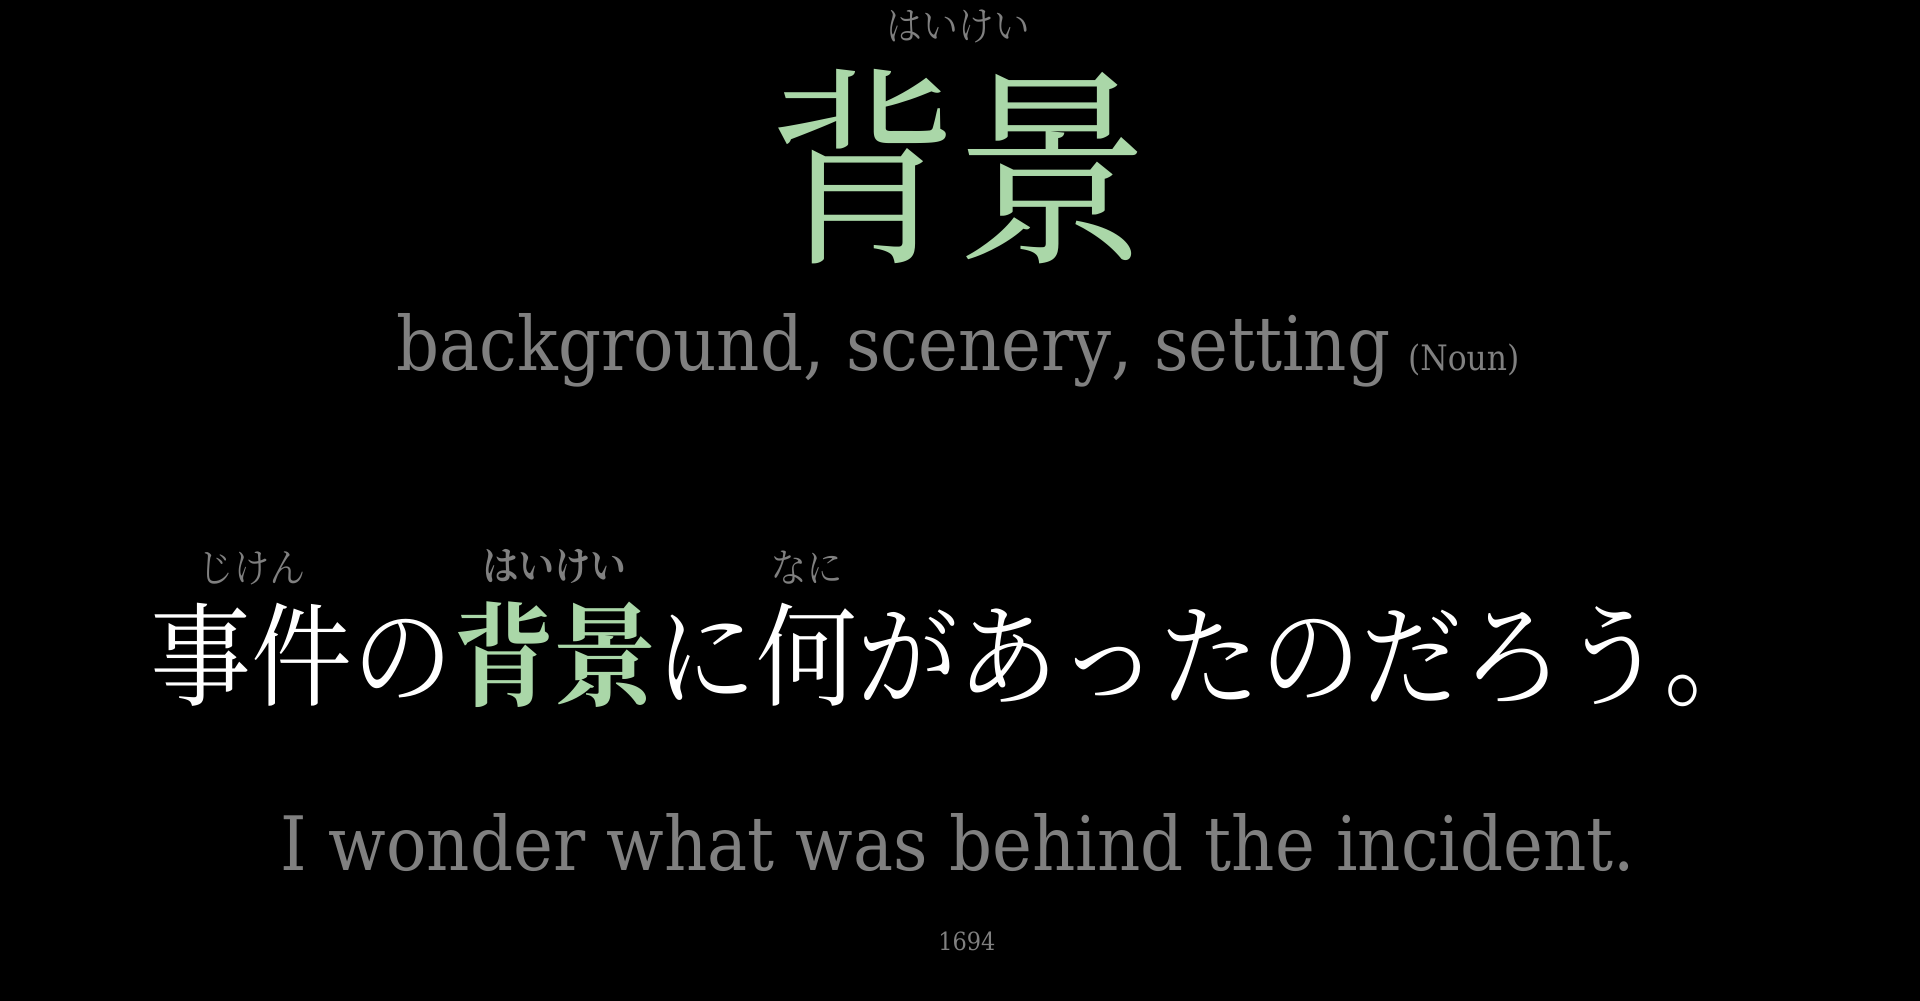 はいけい
背景
background, scenery, setting (Noun)
じけん はいけい なに
事件の背景に何があったのだろう。
I wonder what was behind the incident.
1694